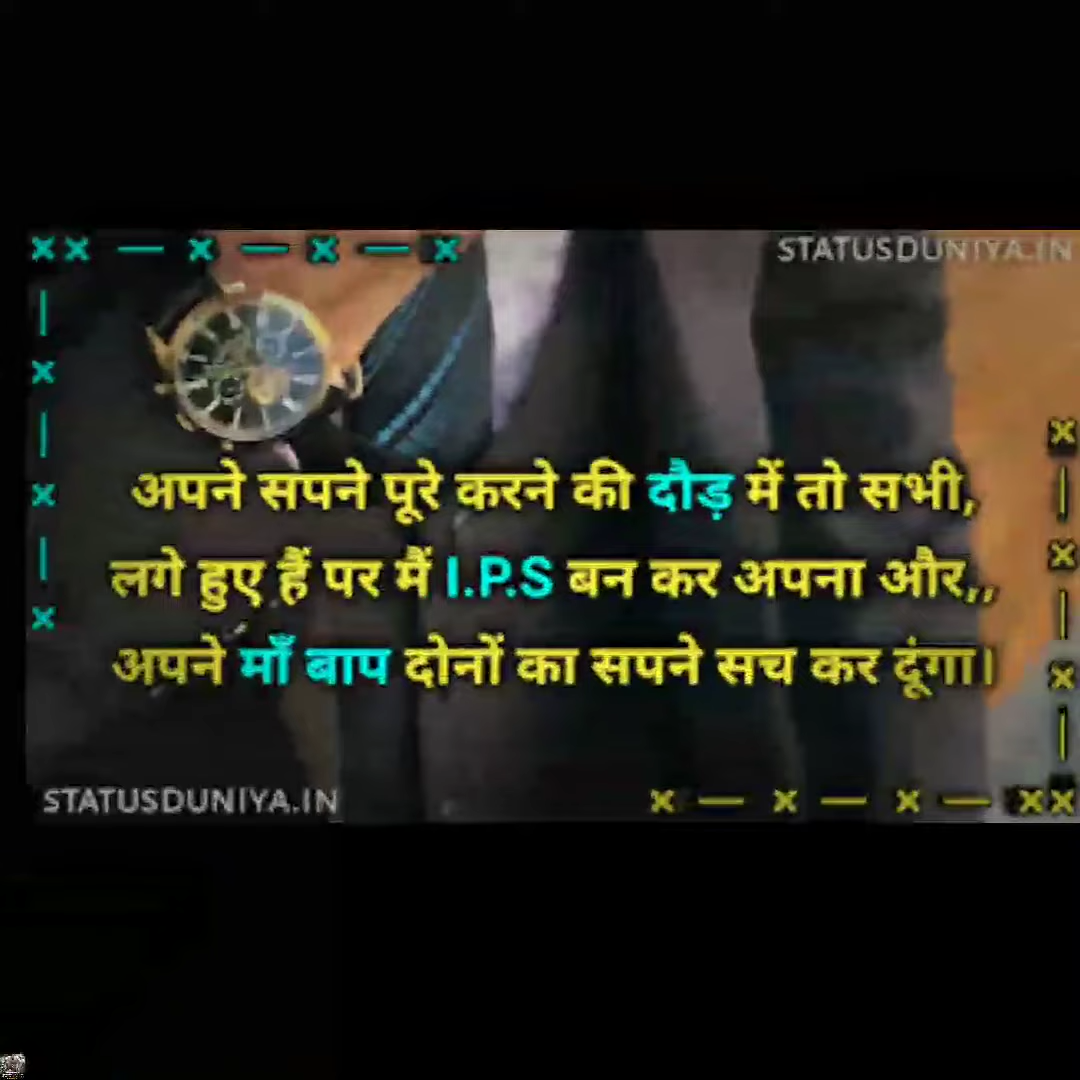 STATUSDUNIYA.IN
अपने सपने पूरे करने की दौड़ में तो सभी,
लगे हुए हैं पर मैं I.P.S बन कर अपना और,,
अपने माँ बाप दोनों का सपने सच कर दूंगा।
STATUSDUNIYA.IN